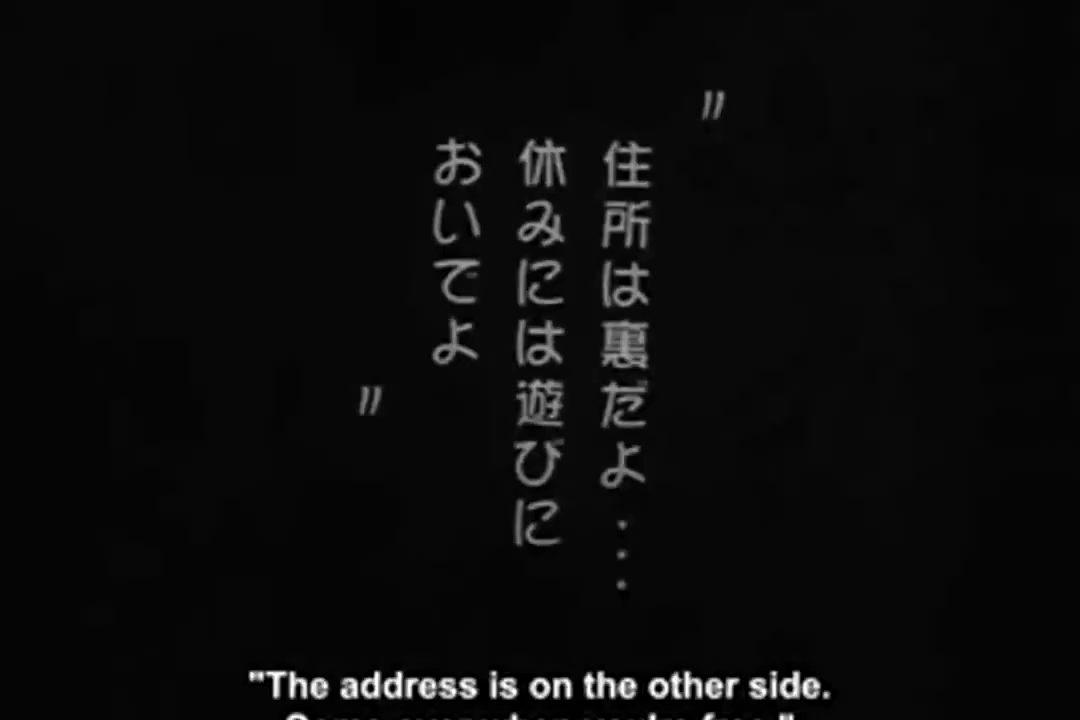 〃
住所は裏だよ・・・
休みには遊びに
おいでよ
〃
"The address is on the other side.